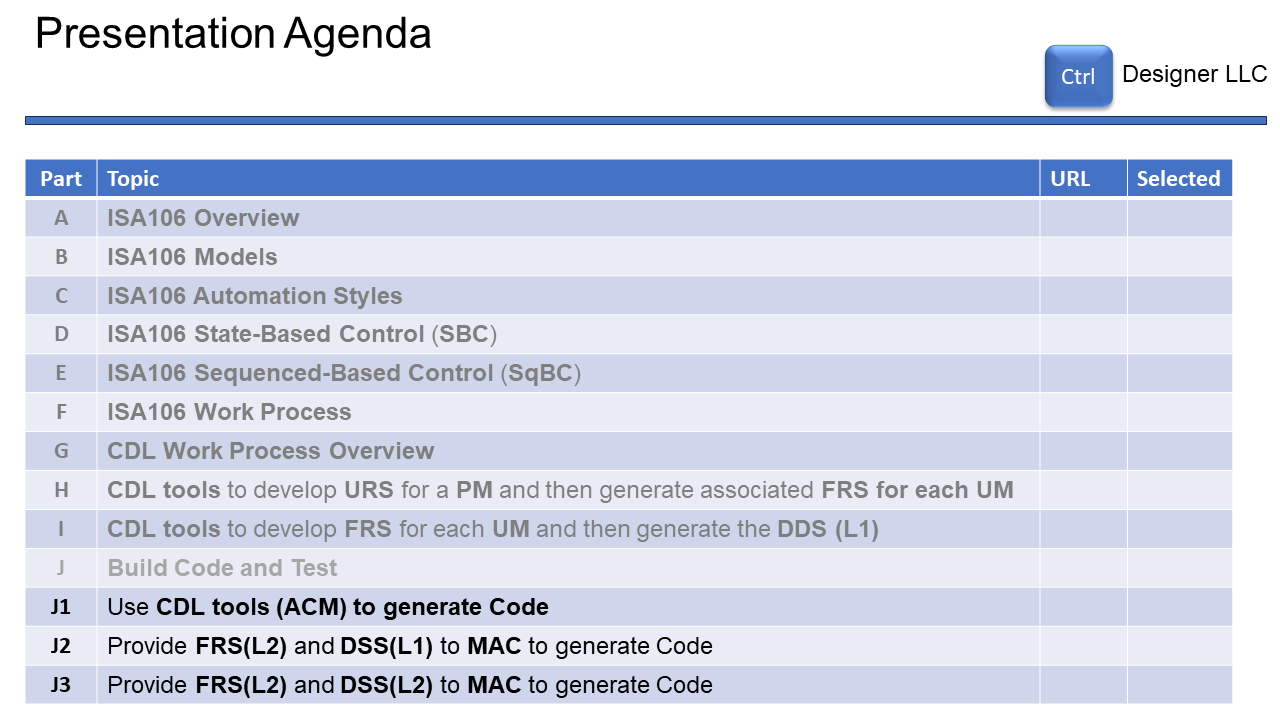 Presentation Agenda
Ctrl Designer LLC
Part Topic URL Selected
A ISA106 Overview
B ISA106 Models
C ISA106 Automation Styles
D ISA106 State-Based Control (SBC)
E ISA106 Sequenced-Based Control (SqBC)
F ISA106 Work Process
G CDL Work Process Overview
H CDL tools to develop URS for a PM and then generate associated FRS for each UM
I CDL tools to develop FRS for each UM and then generate the DDS (L1)
J Build Code and Test
J1 Use CDL tools (ACM) to generate Code
J2 Provide FRS(L2) and DSS(L1) to MAC to generate Code
J3 Provide FRS(L2) and DSS(L2) to MAC to generate Code